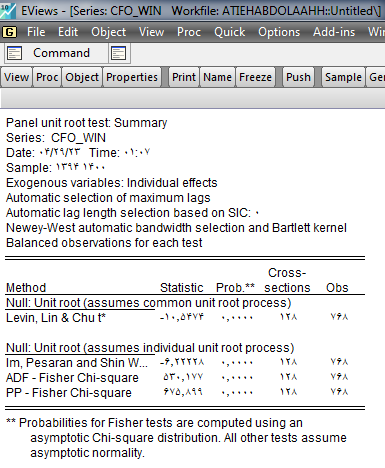 EViews - [Series: CFO_WIN   Workfile: ATIEHABDOLAAHH::Untitled\]
File Edit Object View Proc Quick Options Add-ins
Command
View Proc Object Properties Print Name Freeze Push Sample
Panel unit root test: Summary
Series: CFO_WIN
Date: ۰۴/۲۹/۲۳   Time: ۰۱:۰۷
Sample: ۱۳۹۴ ۱۴۰۰
Exogenous variables: Individual effects
Automatic selection of maximum lags
Automatic lag length selection based on SIC: ۰
Newey-West automatic bandwidth selection and Bartlett kernel
Balanced observations for each test
Cross-
Method Statistic Prob.** sections Obs
Null: Unit root (assumes common unit root process)
Levin, Lin & Chu t* -۱۰,۵۴۷۴ ۰,۰۰۰۰ ۱۲۸ ۷۶۸
Null: Unit root (assumes individual unit root process)
Im, Pesaran and Shin W... -۶,۲۲۲۲۸ ۰,۰۰۰۰ ۱۲۸ ۷۶۸
ADF - Fisher Chi-square ۵۳۰,۱۷۷ ۰,۰۰۰۰ ۱۲۸ ۷۶۸
PP - Fisher Chi-square ۶۷۵,۸۹۹ ۰,۰۰۰۰ ۱۲۸ ۷۶۸
** Probabilities for Fisher tests are computed using an
asymptotic Chi-square distribution. All other tests assume
asymptotic normality.